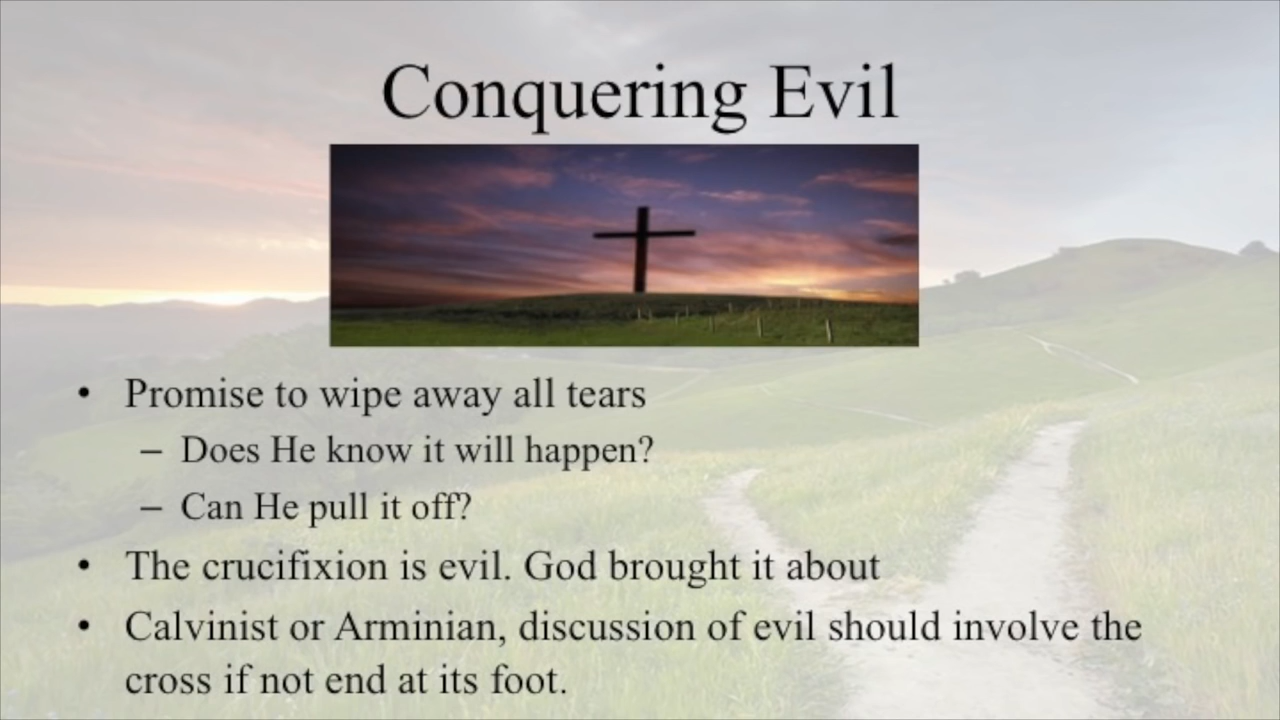 Conquering Evil
• Promise to wipe away all tears
– Does He know it will happen?
– Can He pull it off?
• The crucifixion is evil. God brought it about
• Calvinist or Arminian, discussion of evil should involve the
cross if not end at its foot.